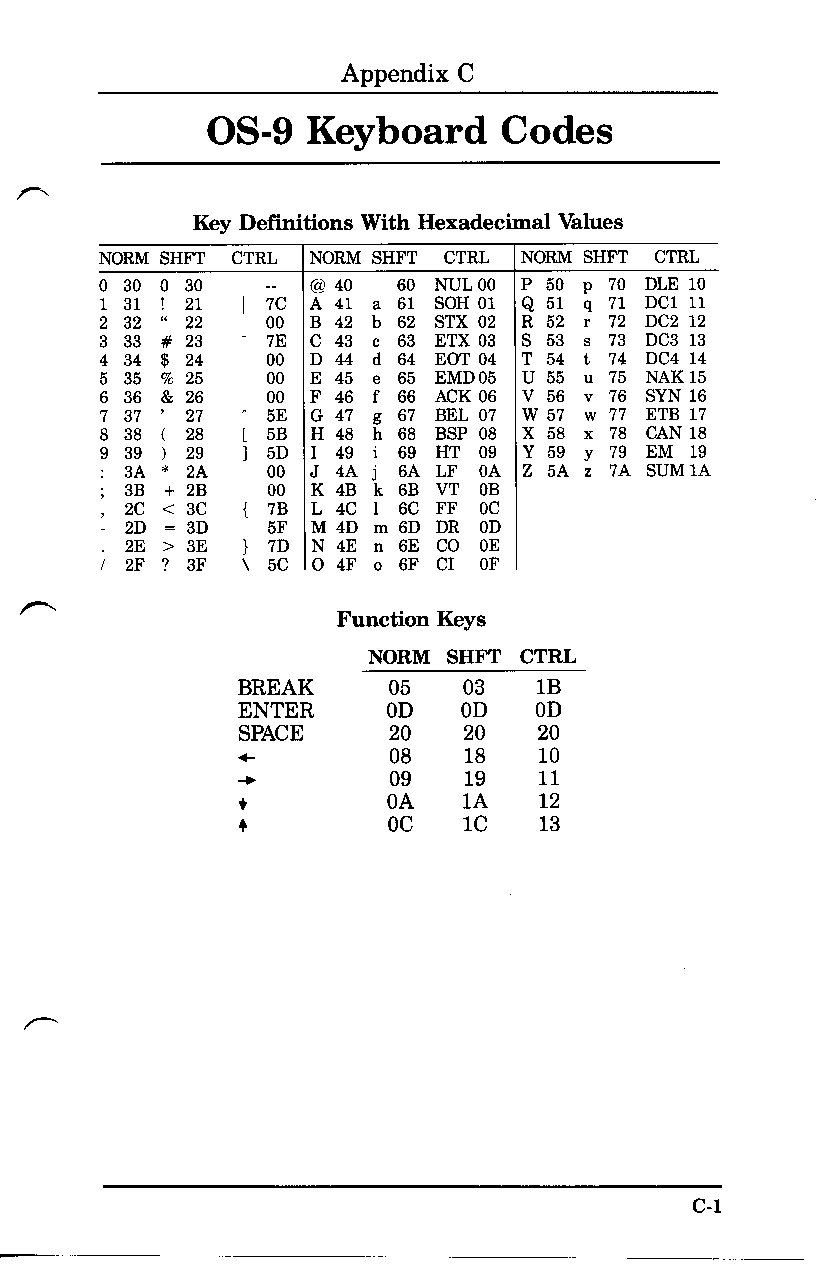 Appendix C
OS-9 Keyboard Codes
Key Definitions With Hexadecimal Values
NORM SHFT CTRL NORM SHFT CTRL NORM SHFT CTRL
0 30 0 30 -- @ 40 60 NUL 00 P 50 p 70 DLE 10
1 31 ! 21 | 7C A 41 a 61 SOH 01 Q 51 q 71 DC1 11
2 32 “ 22 00 B 42 b 62 STX 02 R 52 r 72 DC2 12
3 33 # 23 ~ 7E C 43 c 63 ETX 03 S 53 s 73 DC3 13
4 34 $ 24 00 D 44 d 64 EOT 04 T 54 t 74 DC4 14
5 35 % 25 00 E 45 e 65 EMD 05 U 55 u 75 NAK 15
6 36 & 26 00 F 46 f 66 ACK 06 V 56 v 76 SYN 16
7 37 ’ 27 ^ 5E G 47 g 67 BEL 07 W 57 w 77 ETB 17
8 38 ( 28 [ 5B H 48 h 68 BSP 08 X 58 x 78 CAN 18
9 39 ) 29 ] 5D I 49 i 69 HT 09 Y 59 y 79 EM 19
: 3A * 2A 00 J 4A j 6A LF 0A Z 5A z 7A SUM 1A
; 3B + 2B 00 K 4B k 6B VT 0B
, 2C < 3C { 7B L 4C l 6C FF 0C
- 2D = 3D 5F M 4D m 6D DR 0D
. 2E > 3E } 7D N 4E n 6E CO 0E
/ 2F ? 3F \ 5C O 4F o 6F CI 0F
Function Keys
NORM SHFT CTRL
BREAK 05 03 1B
ENTER 0D 0D 0D
SPACE 20 20 20
← 08 18 10
→ 09 19 11
↓ 0A 1A 12
↑ 0C 1C 13
C-1